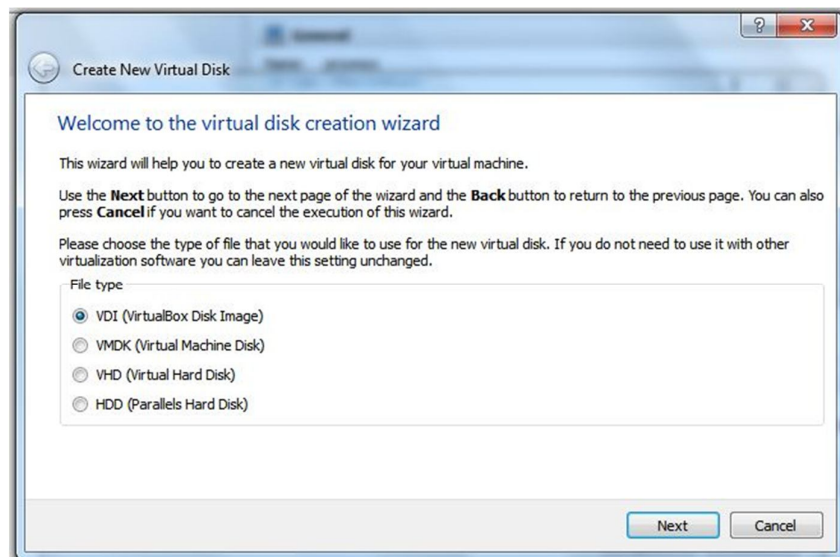 General
Create New Virtual Disk
Welcome to the virtual disk creation wizard
This wizard will help you to create a new virtual disk for your virtual machine.
Use the Next button to go to the next page of the wizard and the Back button to return to the previous page. You can also
press Cancel if you want to cancel the execution of this wizard.
Please choose the type of file that you would like to use for the new virtual disk. If you do not need to use it with other
virtualization software you can leave this setting unchanged.
File type
VDI (VirtualBox Disk Image)
VMDK (Virtual Machine Disk)
VHD (Virtual Hard Disk)
HDD (Parallels Hard Disk)
Next Cancel